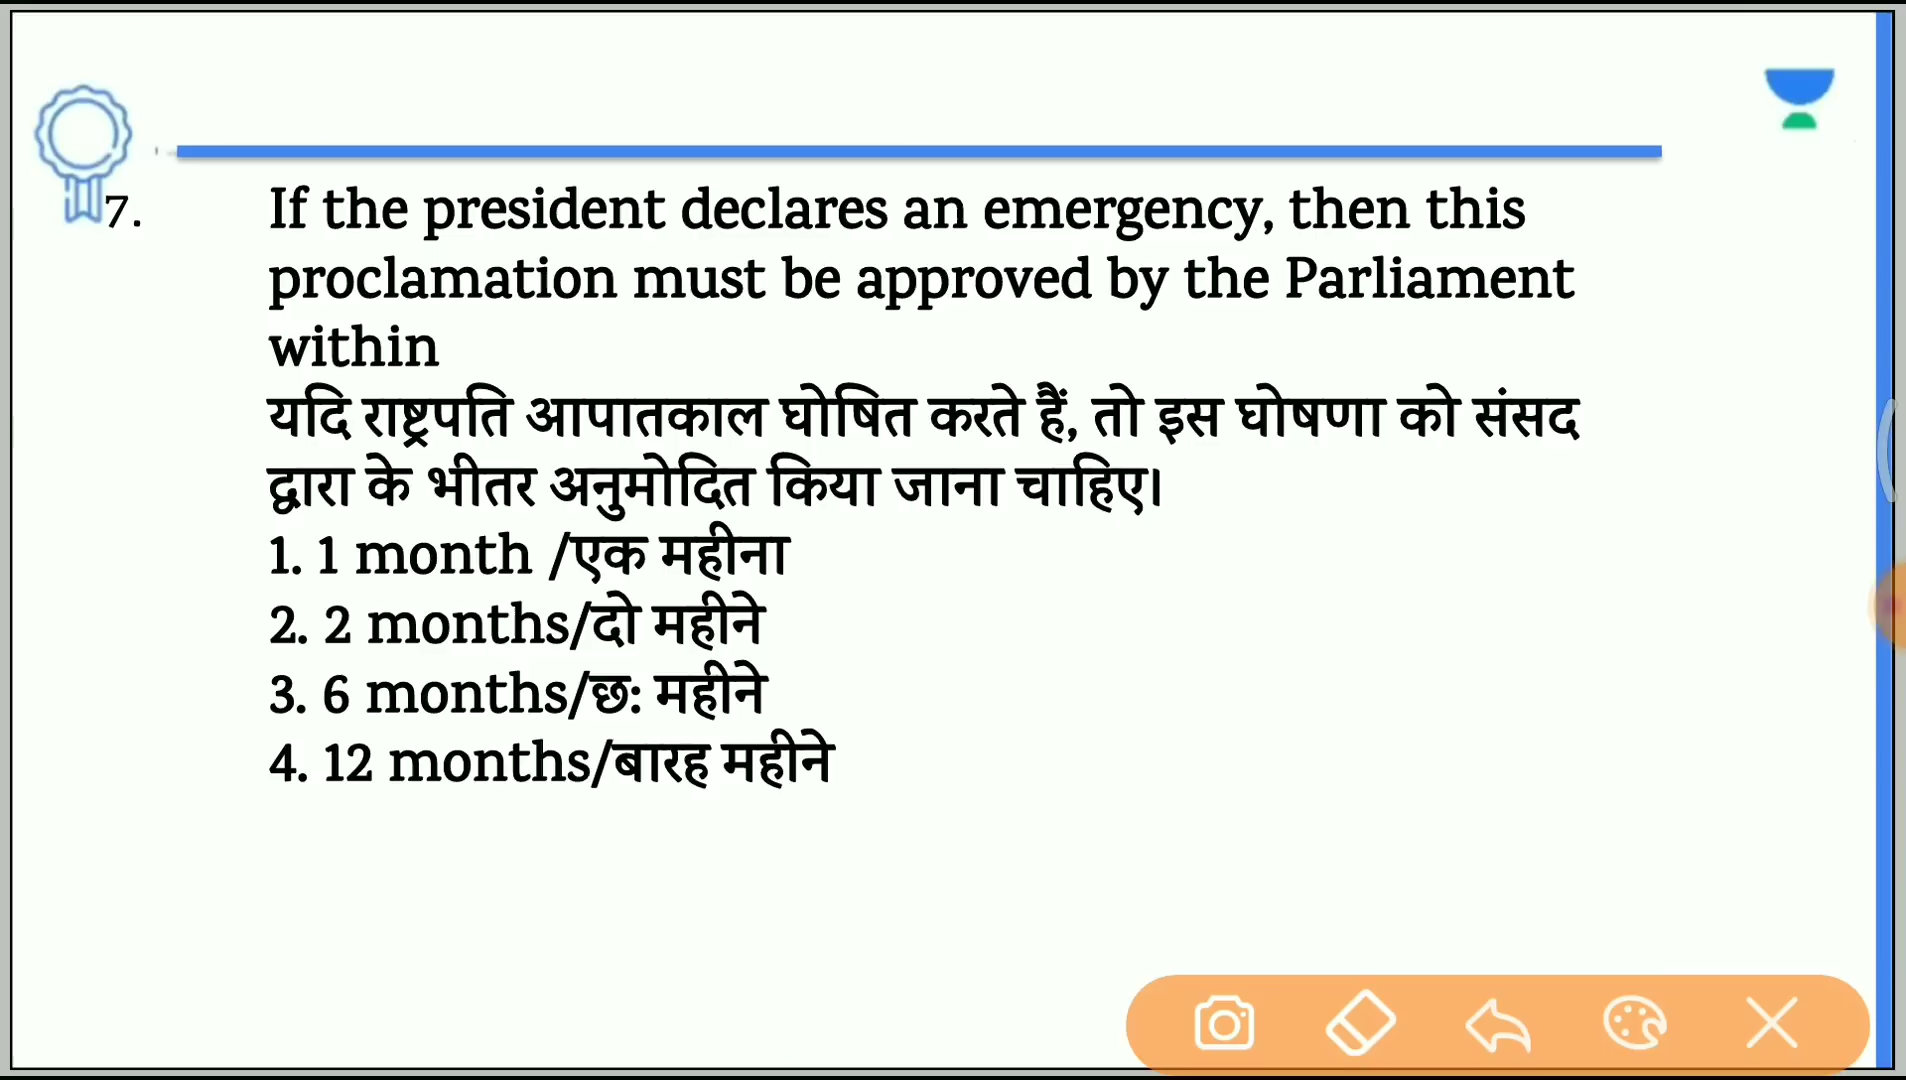 7. If the president declares an emergency, then this
proclamation must be approved by the Parliament
within
यदि राष्ट्रपति आपातकाल घोषित करते हैं, तो इस घोषणा को संसद
द्वारा के भीतर अनुमोदित किया जाना चाहिए।
1. 1 month /एक महीना
2. 2 months/दो महीने
3. 6 months/छ: महीने
4. 12 months/बारह महीने